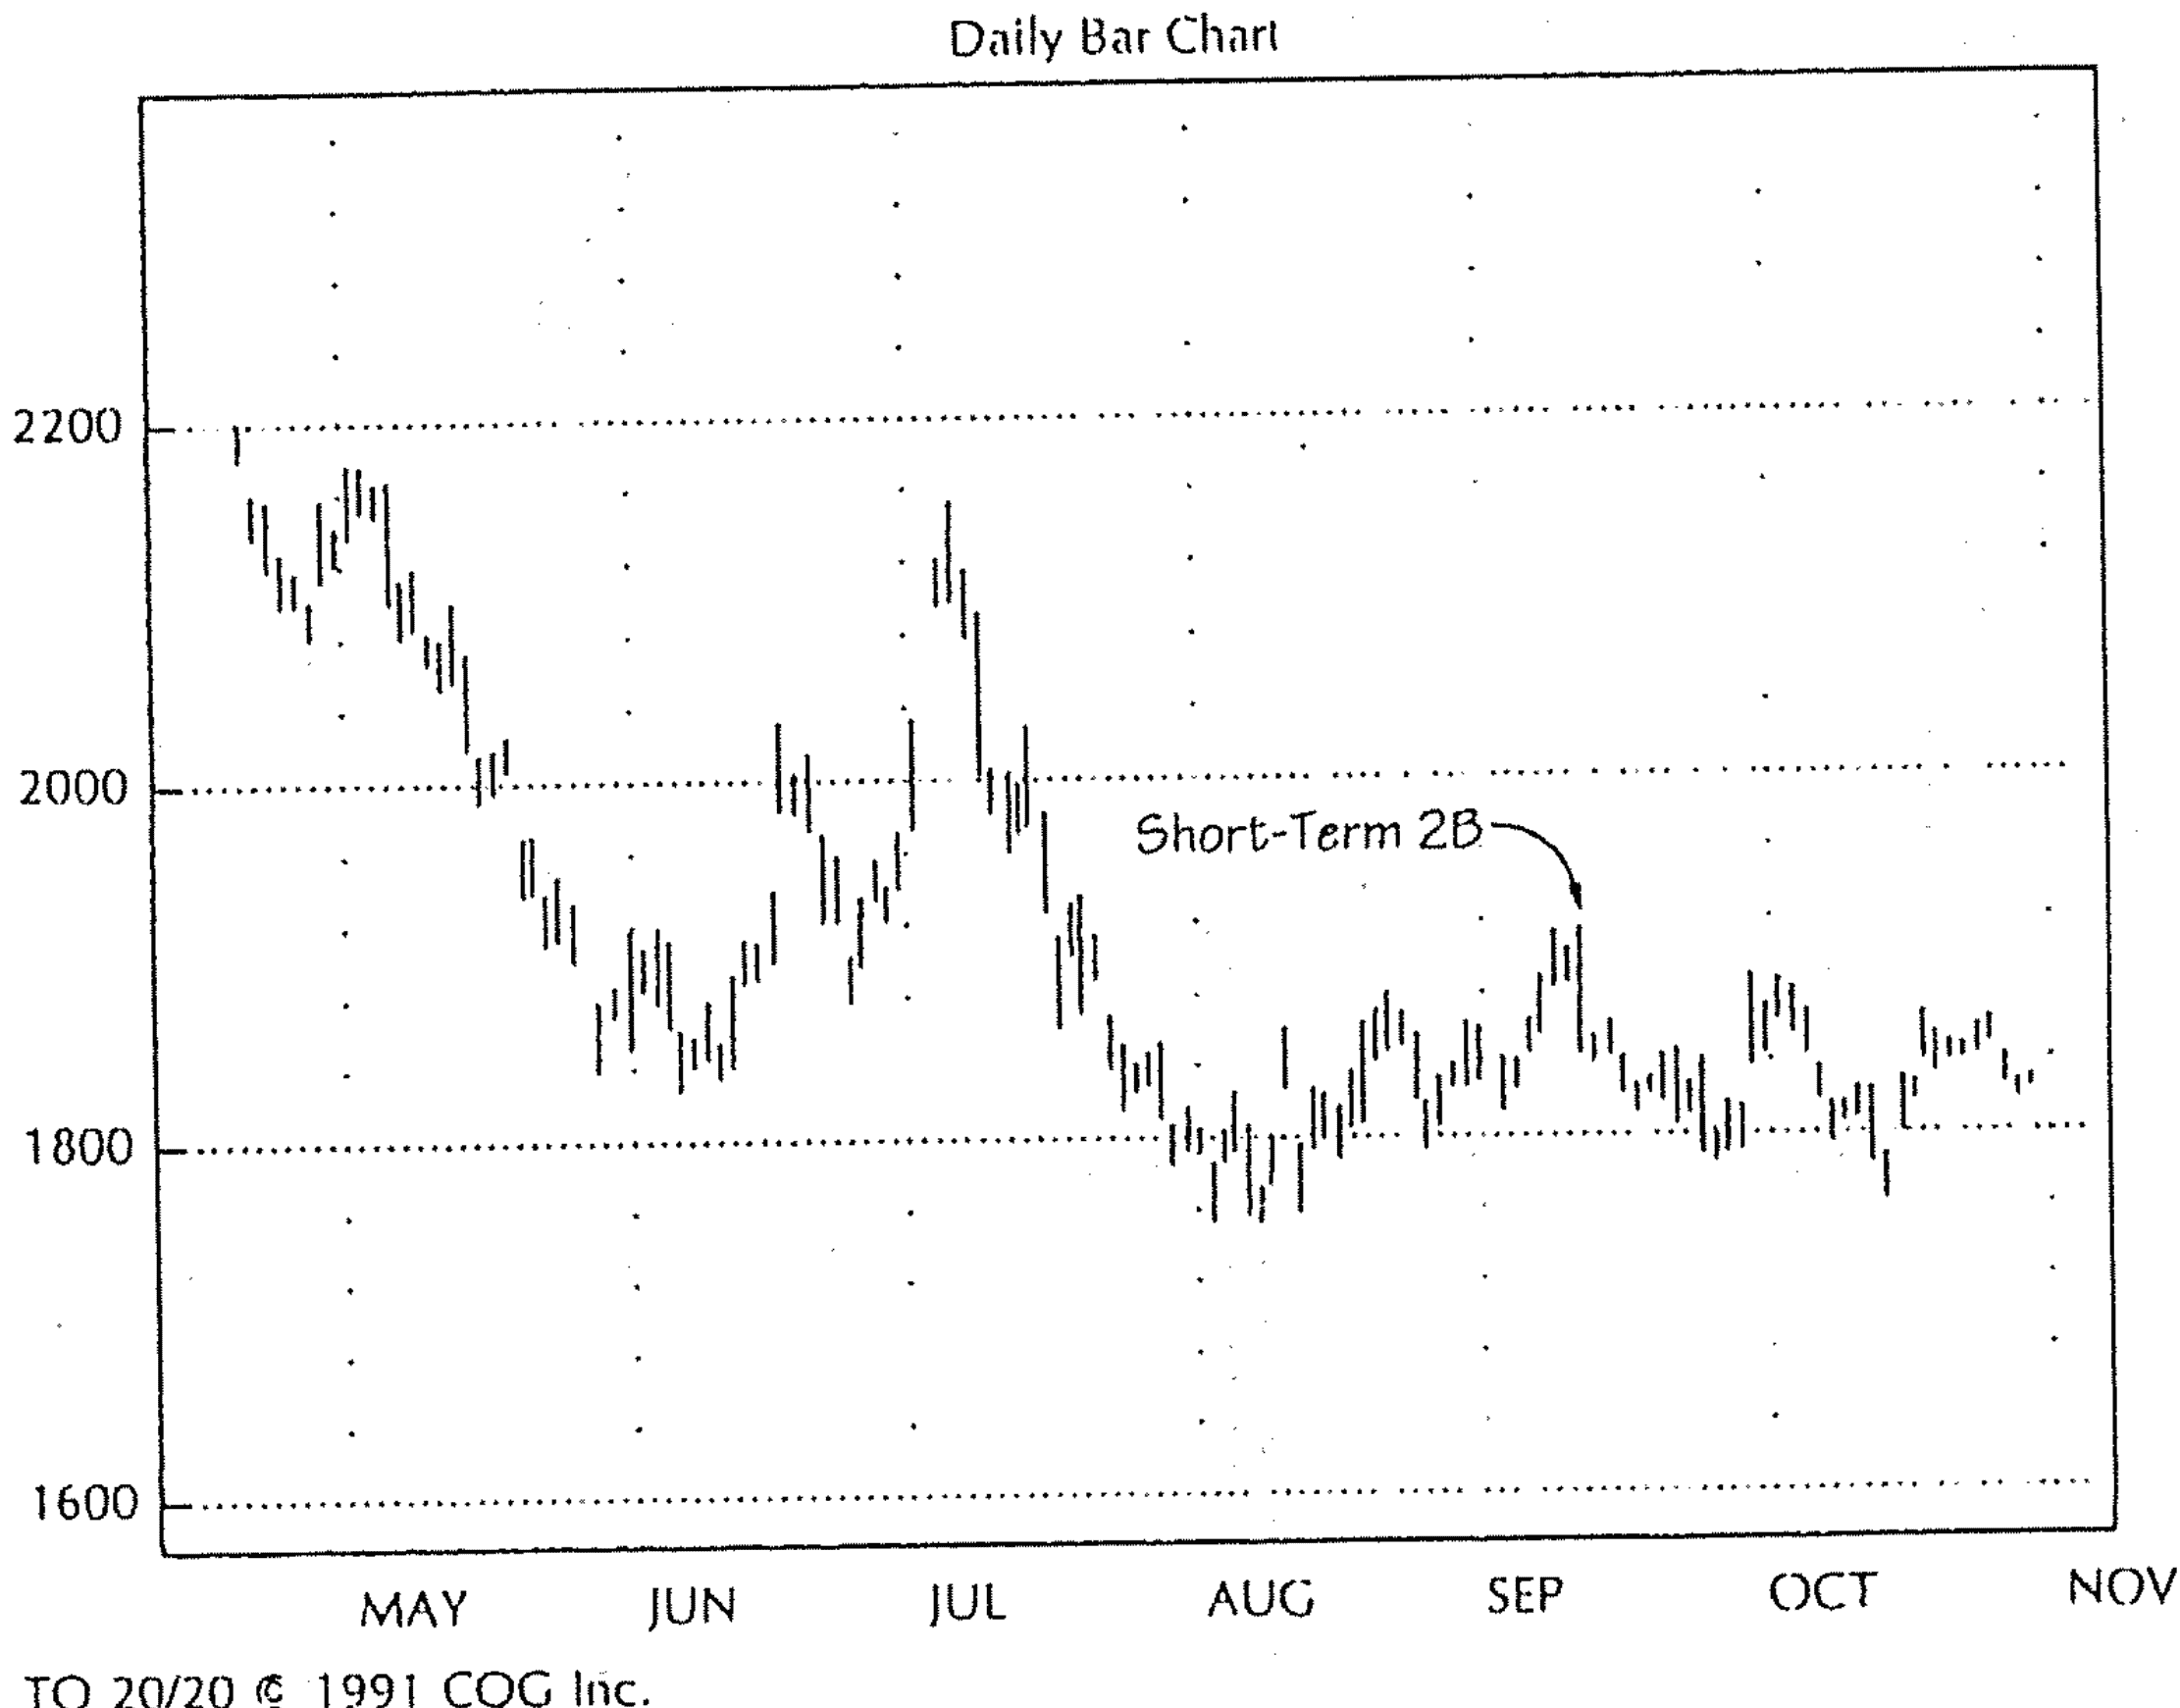 Daily Bar Chart
2200
2000
Short-Term 2B
1800
1600
MAY JUN JUL AUG SEP OCT NOV
TO 20/20 © 1991 COG Inc.